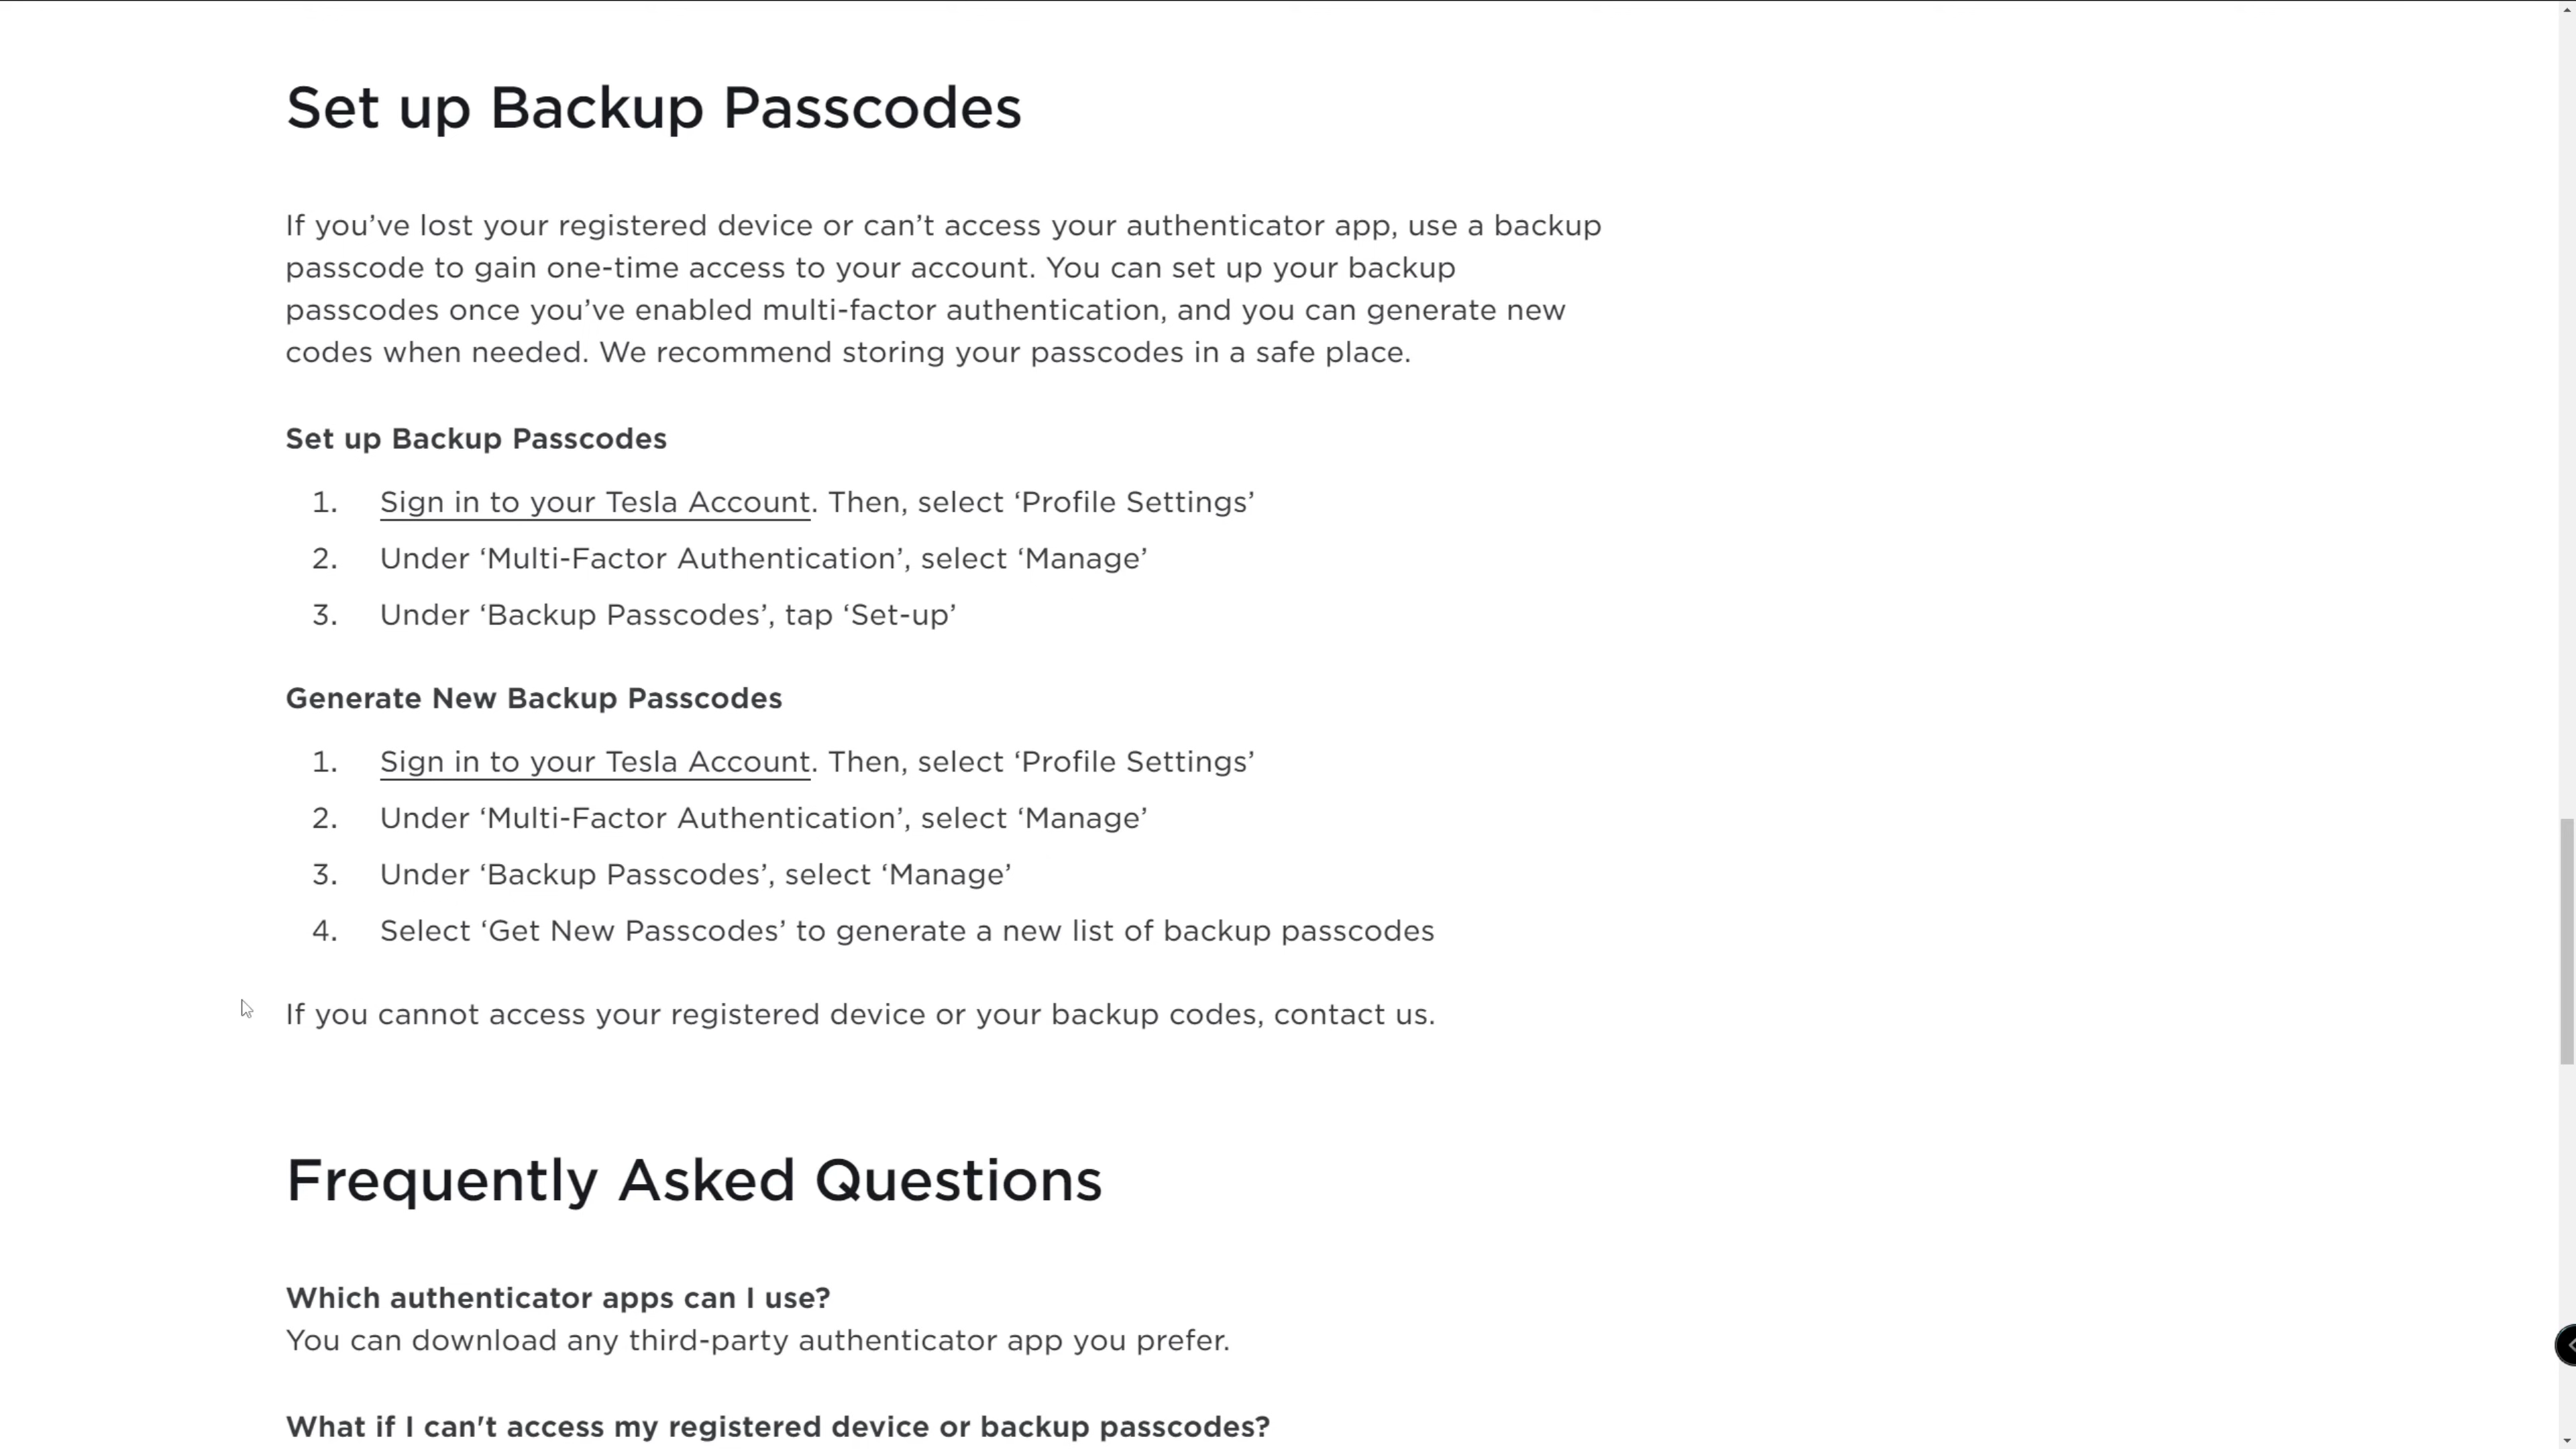 Set up Backup Passcodes
If you’ve lost your registered device or can’t access your authenticator app, use a backup
passcode to gain one-time access to your account. You can set up your backup
passcodes once you’ve enabled multi-factor authentication, and you can generate new
codes when needed. We recommend storing your passcodes in a safe place.
Set up Backup Passcodes
1. Sign in to your Tesla Account. Then, select ‘Profile Settings’
2. Under ‘Multi-Factor Authentication’, select ‘Manage’
3. Under ‘Backup Passcodes’, tap ‘Set-up’
Generate New Backup Passcodes
1. Sign in to your Tesla Account. Then, select ‘Profile Settings’
2. Under ‘Multi-Factor Authentication’, select ‘Manage’
3. Under ‘Backup Passcodes’, select ‘Manage’
4. Select ‘Get New Passcodes’ to generate a new list of backup passcodes
If you cannot access your registered device or your backup codes, contact us.
Frequently Asked Questions
Which authenticator apps can I use?
You can download any third-party authenticator app you prefer.
What if I can't access my registered device or backup passcodes?